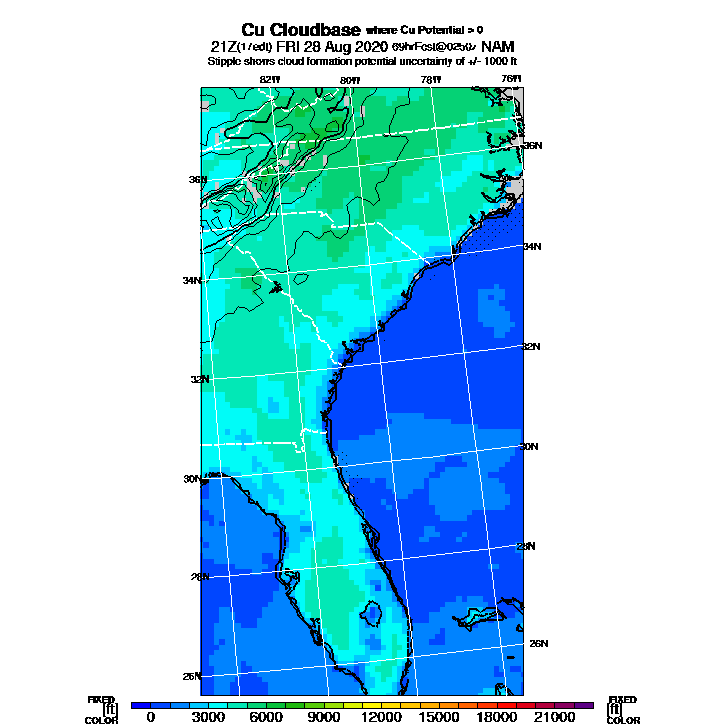 Cu Cloudbase where Cu Potential > 0
21Z(17edt) FRI 28 Aug 2020 69hrFcst@0250z NAM
Stipple shows cloud formation potential uncertainty of +/- 1000 ft
82W 80W 78W 76W
36N
36N
34N
34N
32N
32N
30N
30N
28N
28N
26N
26N
FIXED FIXED
[ft] [ft]
COLOR COLOR
0 3000 6000 9000 12000 15000 18000 21000